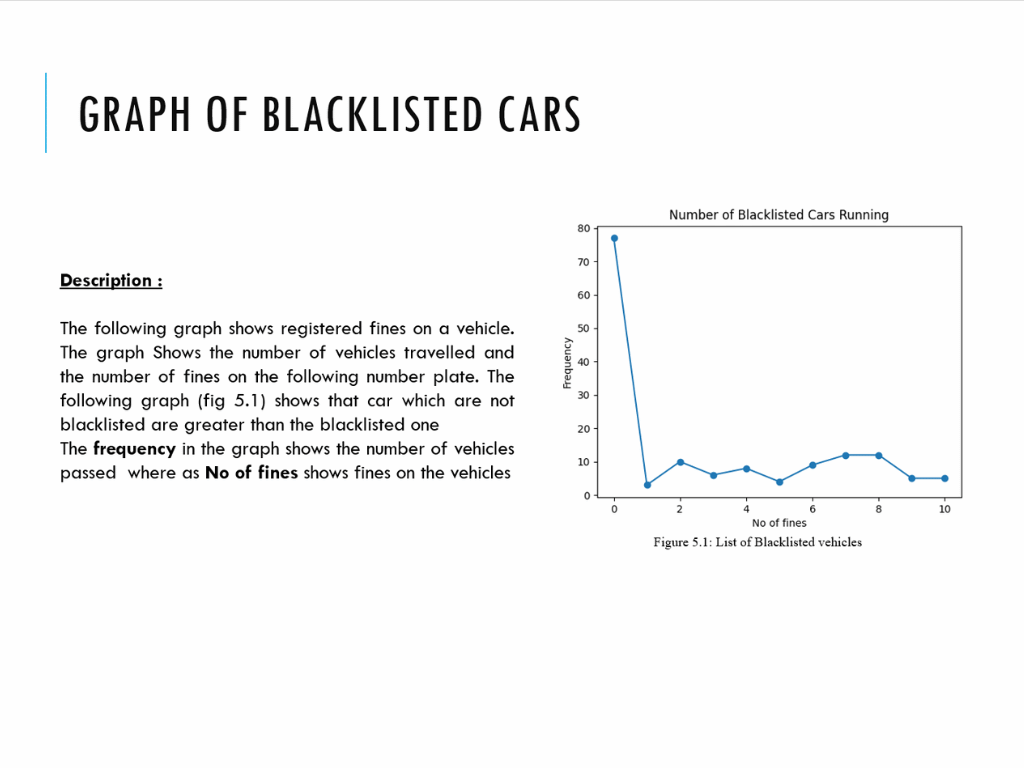 GRAPH OF BLACKLISTED CARS
Description :
The following graph shows registered fines on a vehicle.
The graph Shows the number of vehicles travelled and
the number of fines on the following number plate. The
following graph (fig 5.1) shows that car which are not
blacklisted are greater than the blacklisted one
The frequency in the graph shows the number of vehicles
passed where as No of fines shows fines on the vehicles
Number of Blacklisted Cars Running
80
70
60
50
40
30
20
10
0
Frequency
0 2 4 6 8 10
No of fines
Figure 5.1: List of Blacklisted vehicles